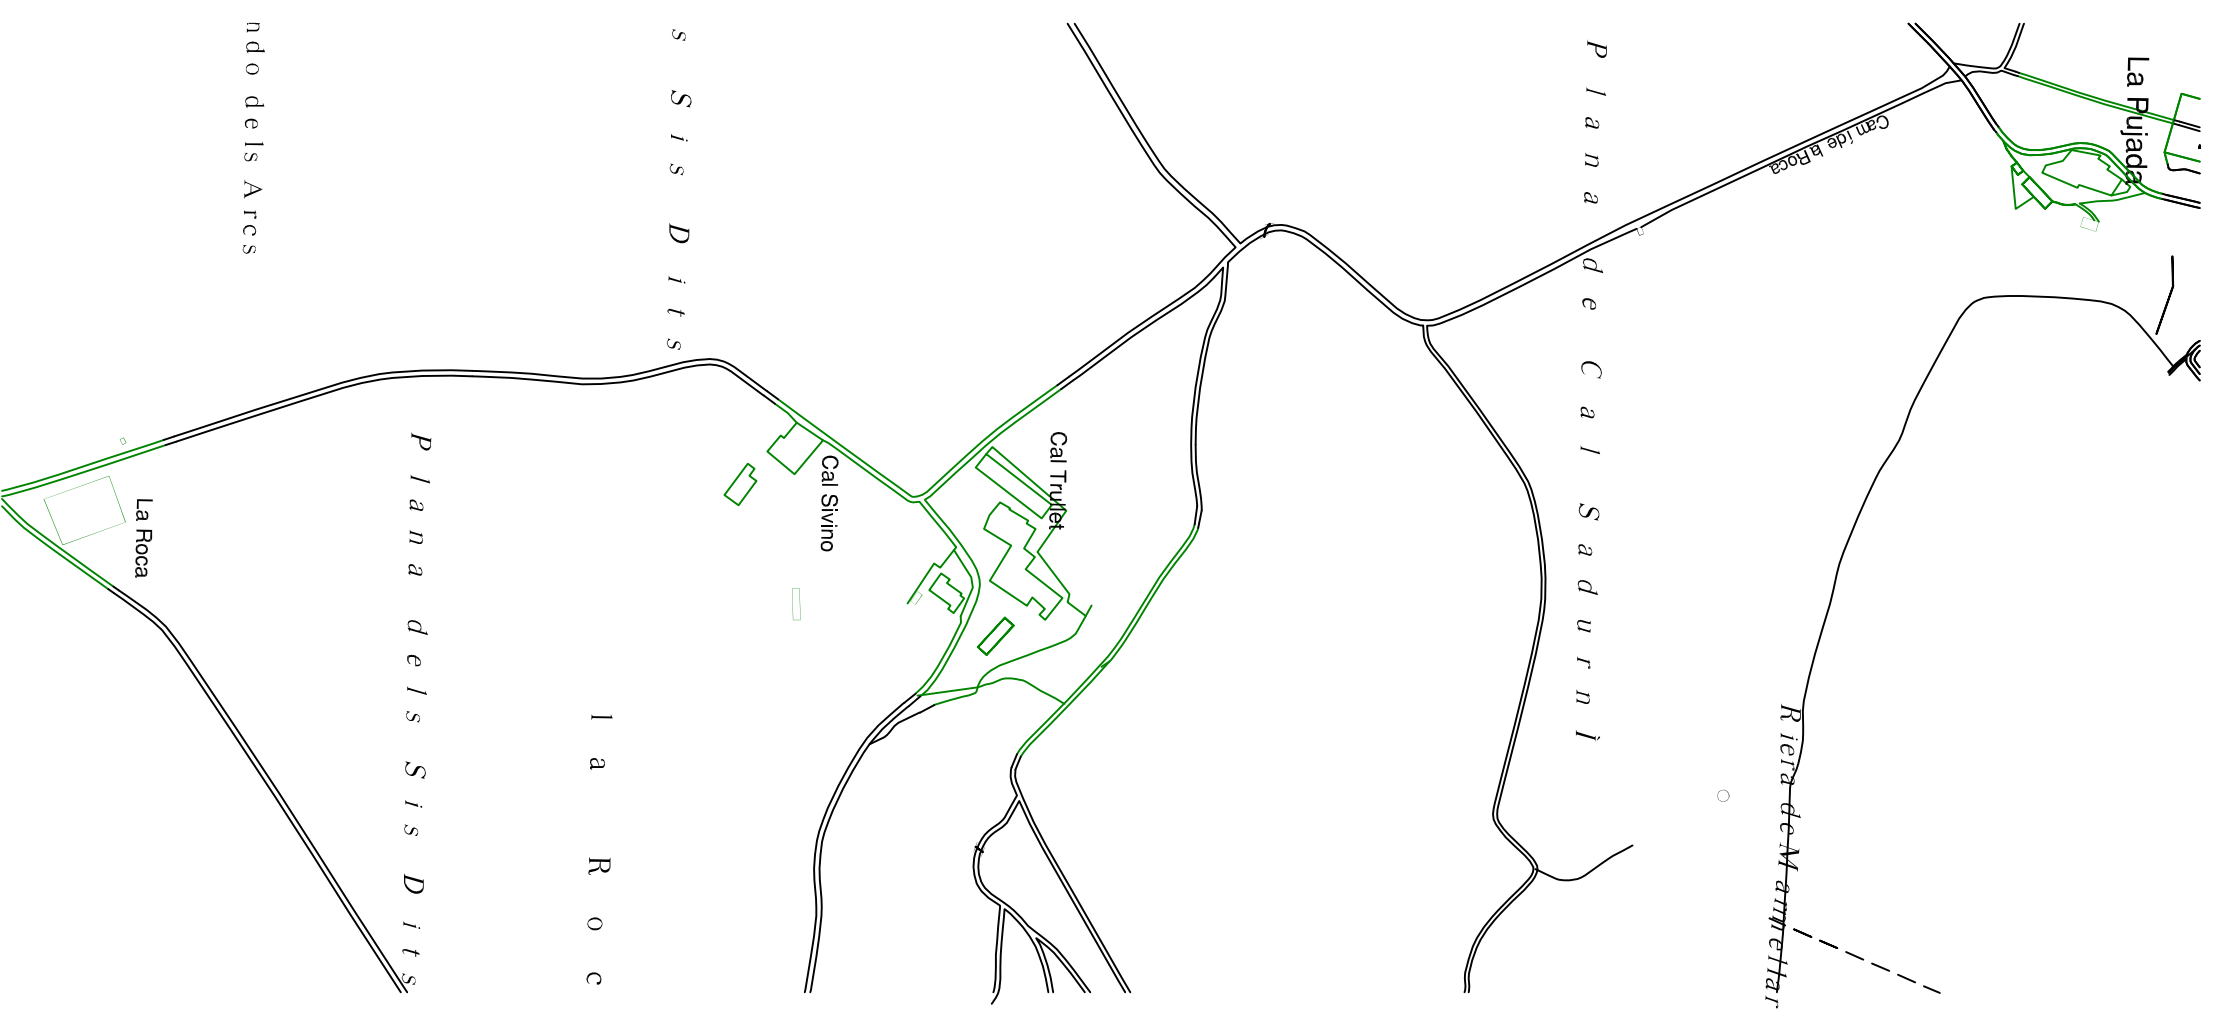 ndo dels Arcs
s Sis Dits
Plana de Cal Sadurní
La Pujada
Camí de la Roca
Cal Trullet
Cal Sivino
La Roca
Plana dels Sis Dits
la Roc
Riera de Marmellar